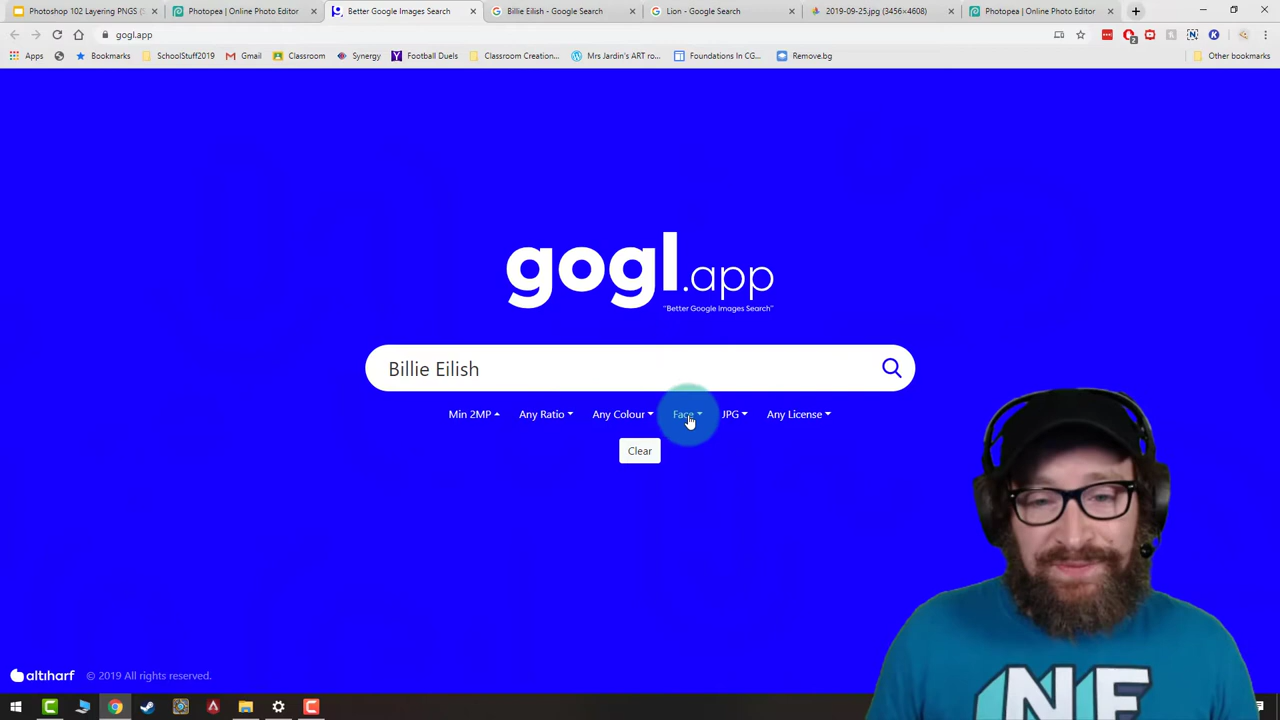 Photoshop 102 Layering PNGS (
Photopea | Online Photo Editor
Better Google Images Search
Billie Eilish - Google Search
Lion - Google Search
2019-09-25.jpg (3456×4608)
Photopea | Online Photo Editor
gogl.app
Apps
Bookmarks
SchoolStuff2019
Gmail
Classroom
Synergy
Football Duels
Classroom Creation...
Mrs Jardin's ART ro...
Foundations In CG...
Remove.bg
Other bookmarks
gogl.app
"Better Google Images Search"
Billie Eilish
Min 2MP
Any Ratio
Any Colour
Face
JPG
Any License
Clear
altıharf © 2019 All rights reserved.
NF